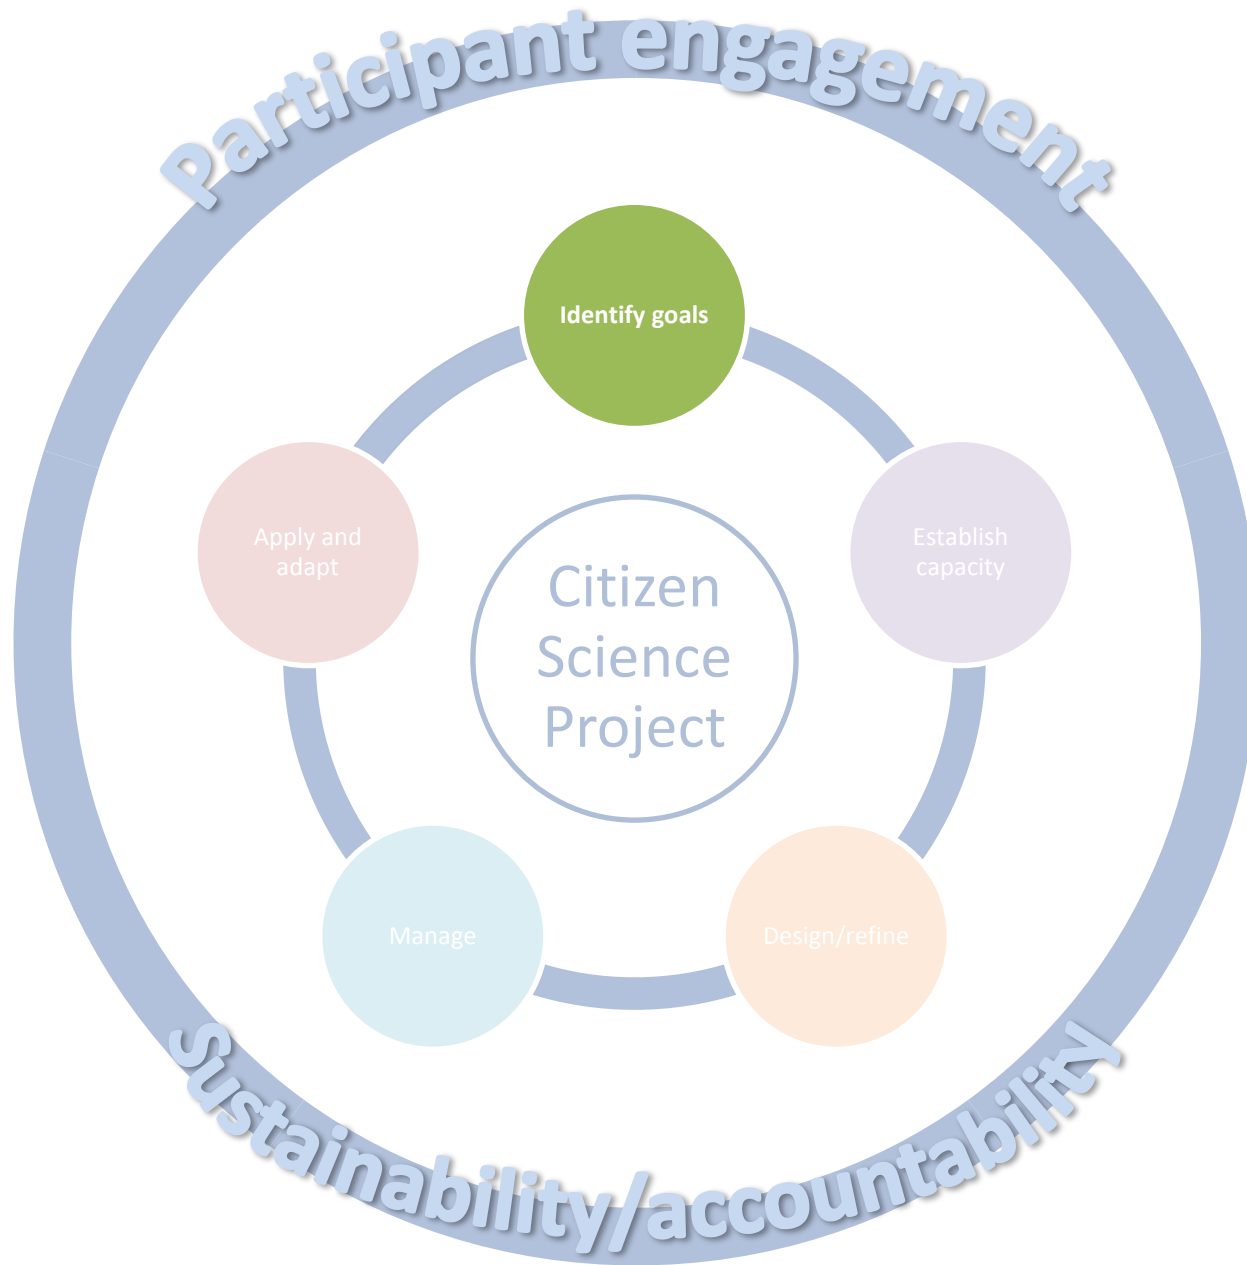 Participant engagement
Identify goals
Apply and
adapt
Establish
capacity
Citizen
Science
Project
Manage
Design/refine
Sustainability/accountability